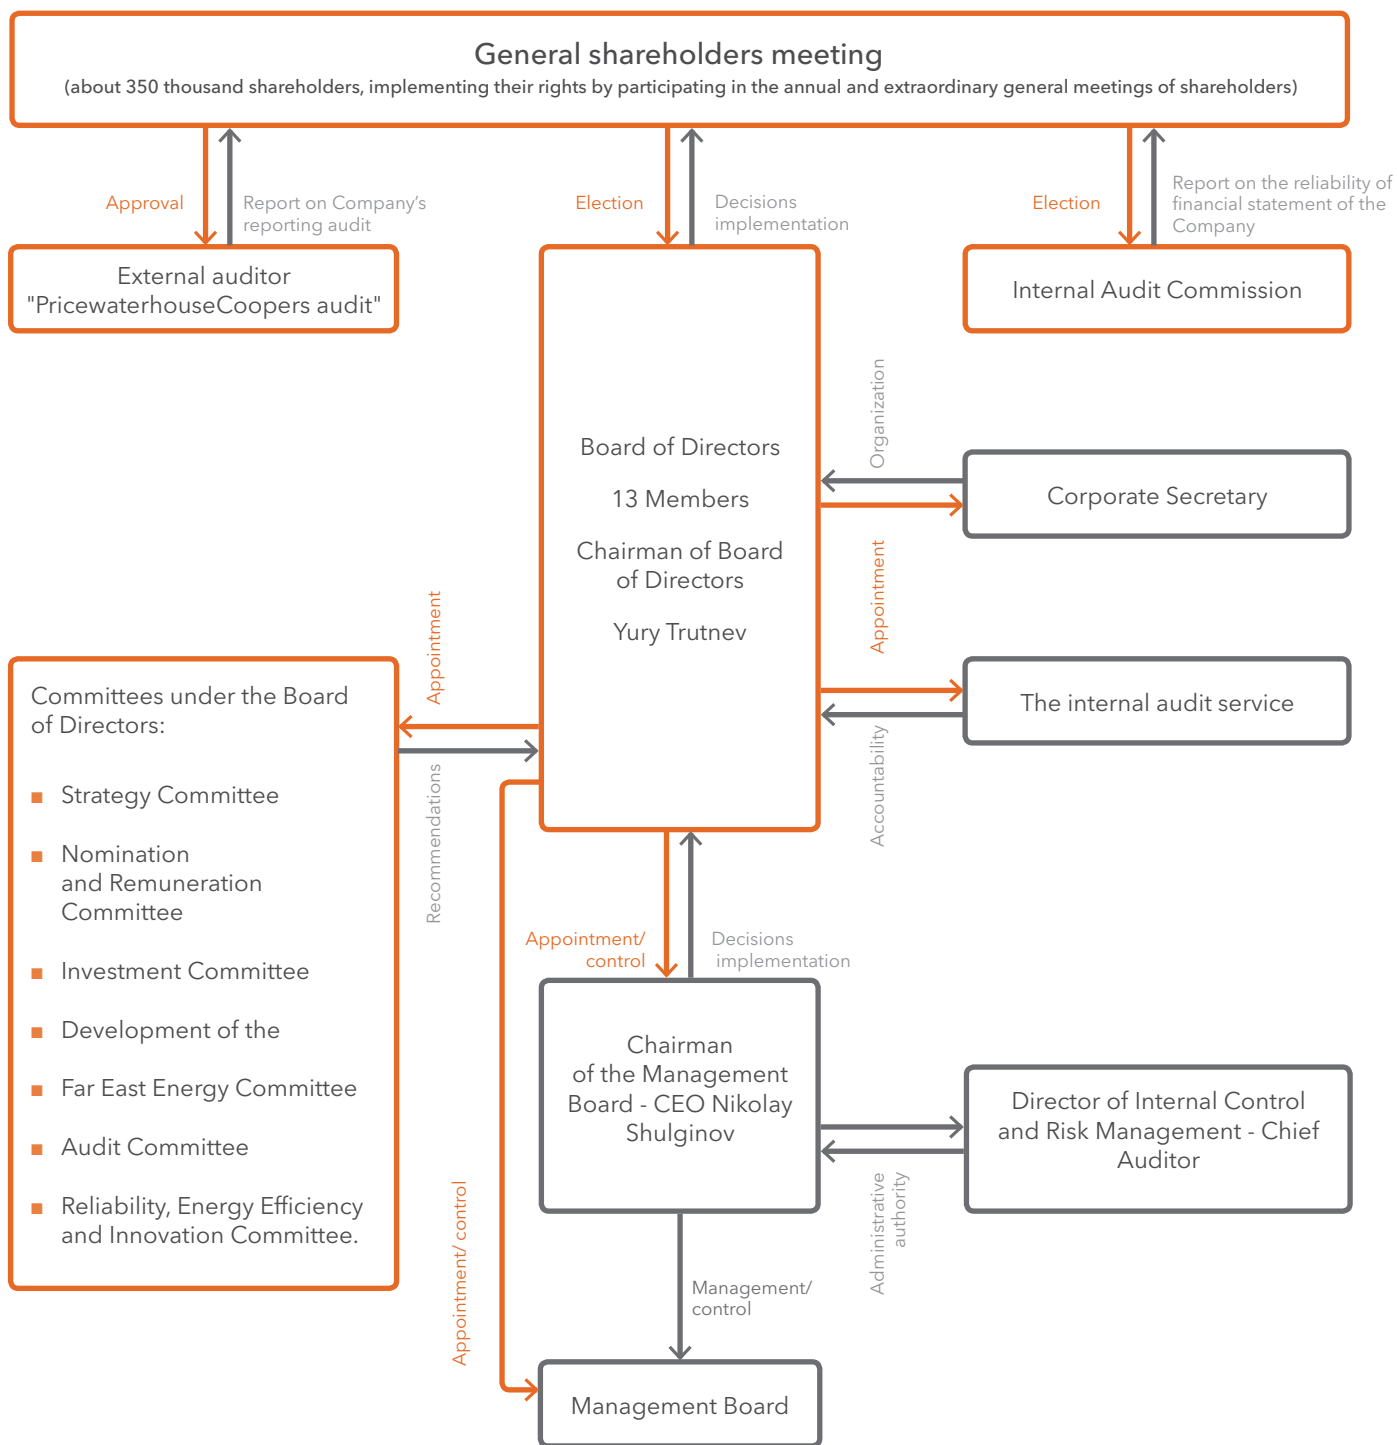 General shareholders meeting
(about 350 thousand shareholders, implementing their rights by participating in the annual and extraordinary general meetings of shareholders)
Approval
Report on Company's
reporting audit
Election
Decisions
implementation
Election
Report on the reliability of
financial statement of the
Company
External auditor
"PricewaterhouseCoopers audit"
Internal Audit Commission
Board of Directors
13 Members
Chairman of Board
of Directors
Yury Trutnev
Organization
Corporate Secretary
Appointment
The internal audit service
Accountability
Appointment
Recommendations
Committees under the Board
of Directors:
Strategy Committee
Nomination
and Remuneration
Committee
Investment Committee
Development of the
Far East Energy Committee
Audit Committee
Reliability, Energy Efficiency
and Innovation Committee.
Appointment/
control
Decisions
implementation
Chairman
of the Management
Board - CEO Nikolay
Shulginov
Director of Internal Control
and Risk Management - Chief
Auditor
Administrative
authority
Appointment/ control
Management/
control
Management Board